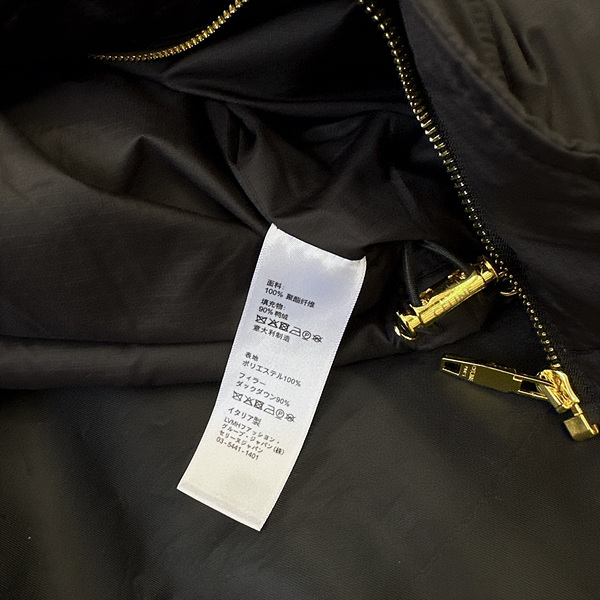 面料:
100% 聚酯纤维
填充物:
90% 鸭绒
意大利制造
表地
ポリエステル100%
フィラー
ダックダウン90%
イタリア製
LVMHファッション・
グループ・ジャパン(株)
セリーヌジャパン
03-5441-1401